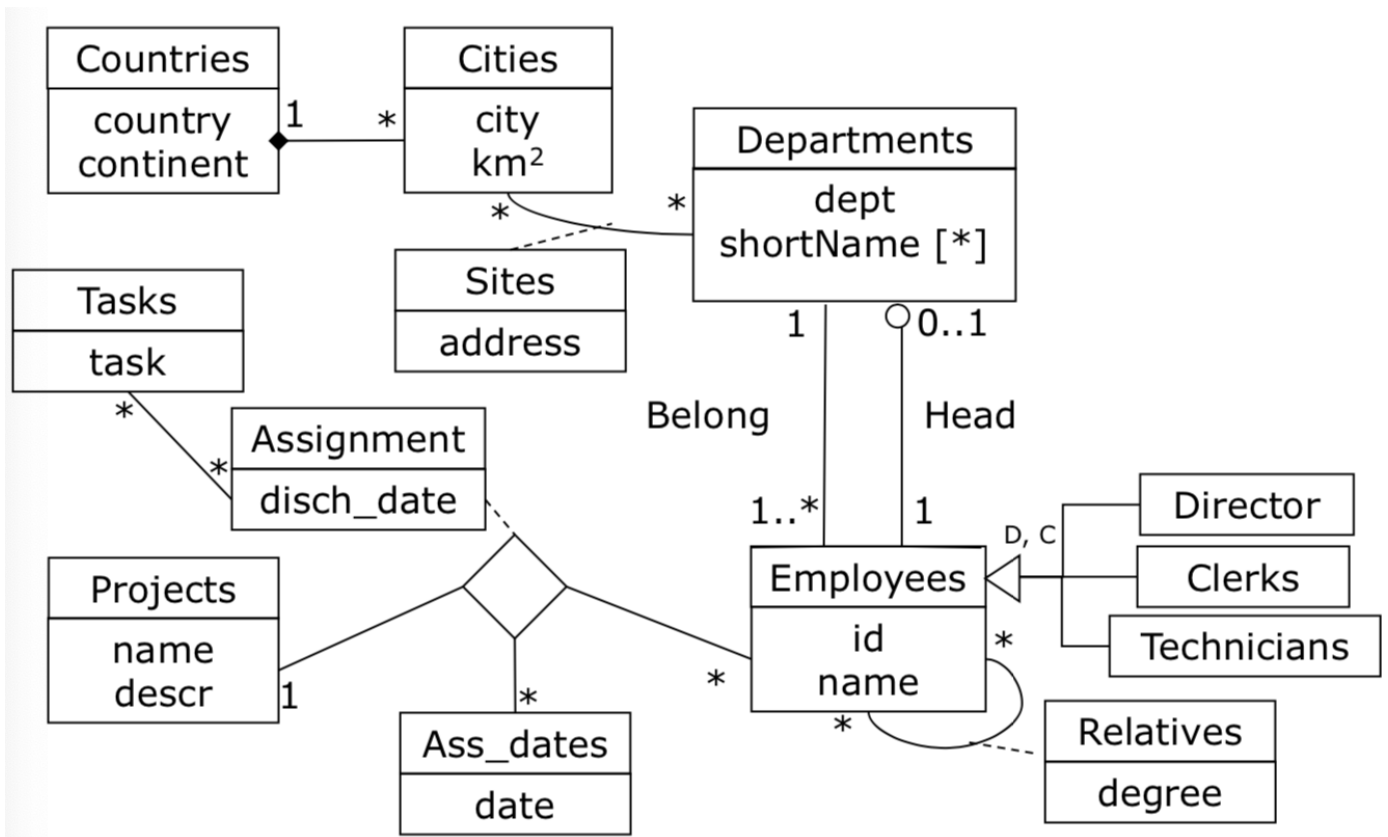 Countries
country
continent
1
*
Cities
city
km²
*
*
Departments
dept
shortName [*]
Sites
address
Tasks
task
*
*
Assignment
disch_date
1
0..1
Belong
Head
1..*
1
D, C
Director
Clerks
Technicians
Employees
id
name
*
*
*
Projects
name
descr
1
*
Ass_dates
date
Relatives
degree